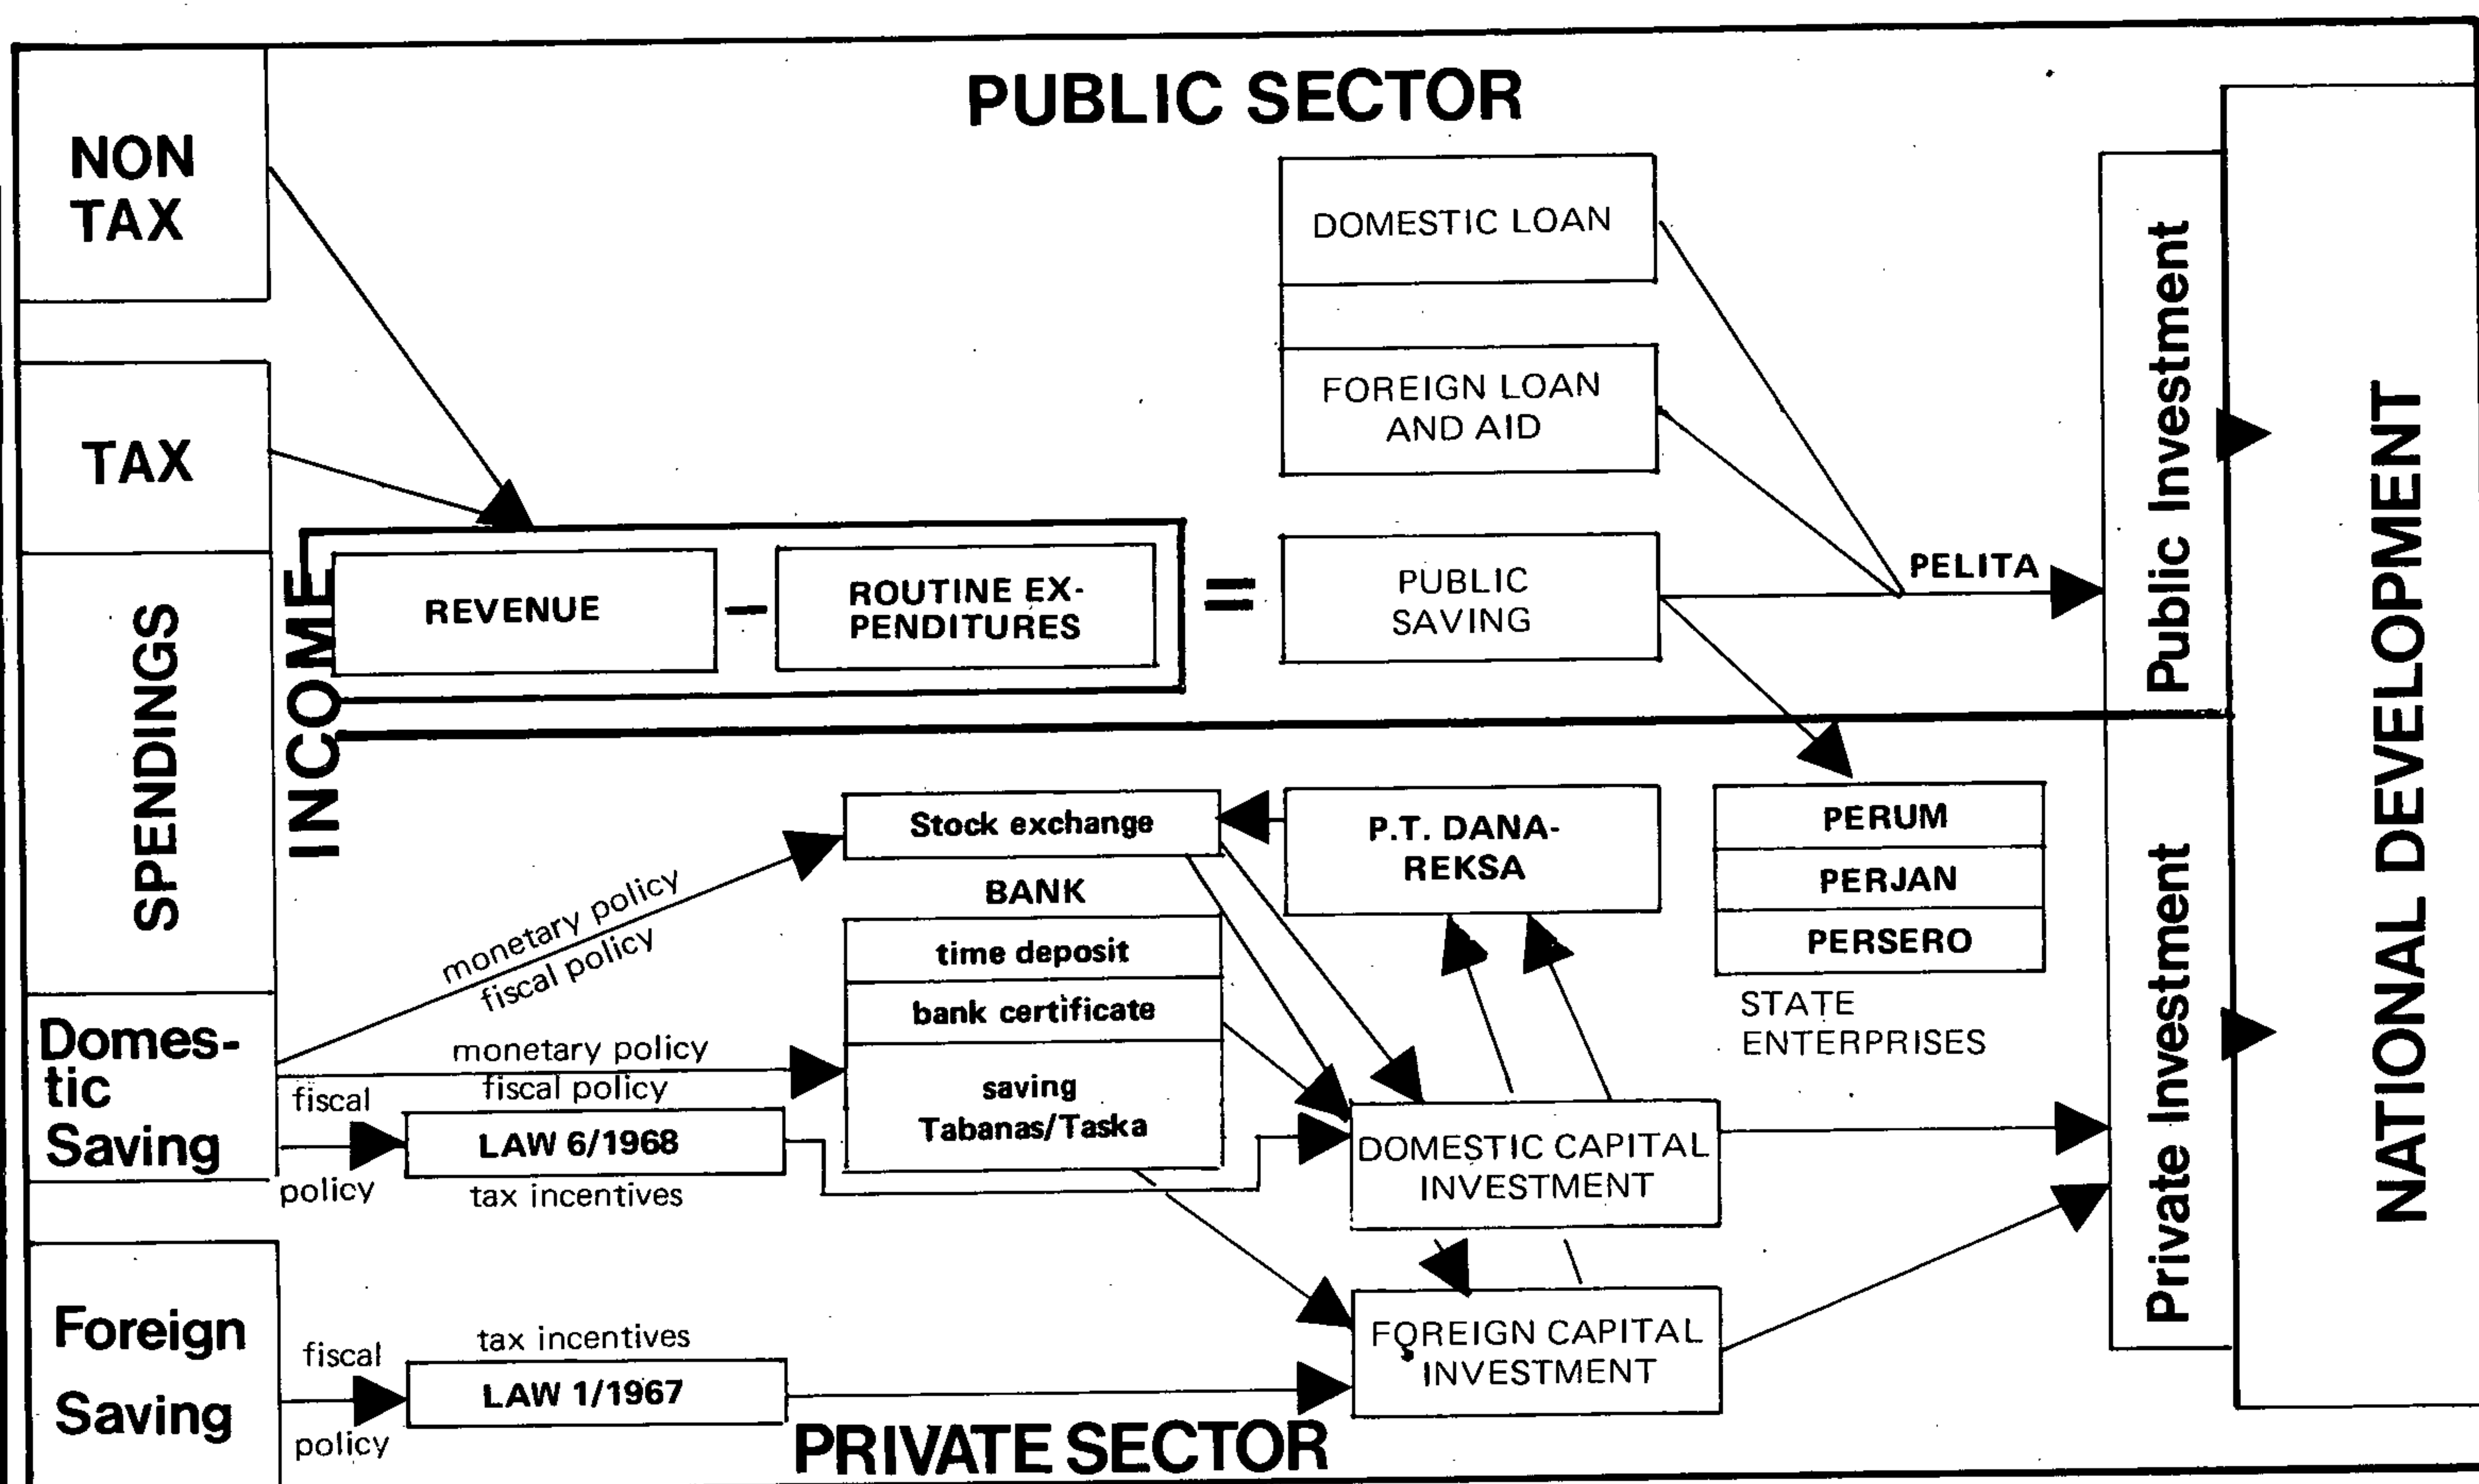 PUBLIC SECTOR
NON
TAX
TAX
SPENDINGS
Domes-
tic
Saving
Foreign
Saving
INCOME
REVENUE
−
ROUTINE EX-
PENDITURES
=
DOMESTIC LOAN
FOREIGN LOAN
AND AID
PUBLIC
SAVING
PELITA
Public Investment
NATIONAL DEVELOPMENT
monetary policy
fiscal policy
Stock exchange
P.T. DANA-
REKSA
PERUM
PERJAN
PERSERO
STATE
ENTERPRISES
BANK
time deposit
bank certificate
saving
Tabanas/Taska
monetary policy
fiscal policy
fiscal
policy
LAW 6/1968
tax incentives
DOMESTIC CAPITAL
INVESTMENT
Private Investment
fiscal
policy
tax incentives
LAW 1/1967
FOREIGN CAPITAL
INVESTMENT
PRIVATE SECTOR